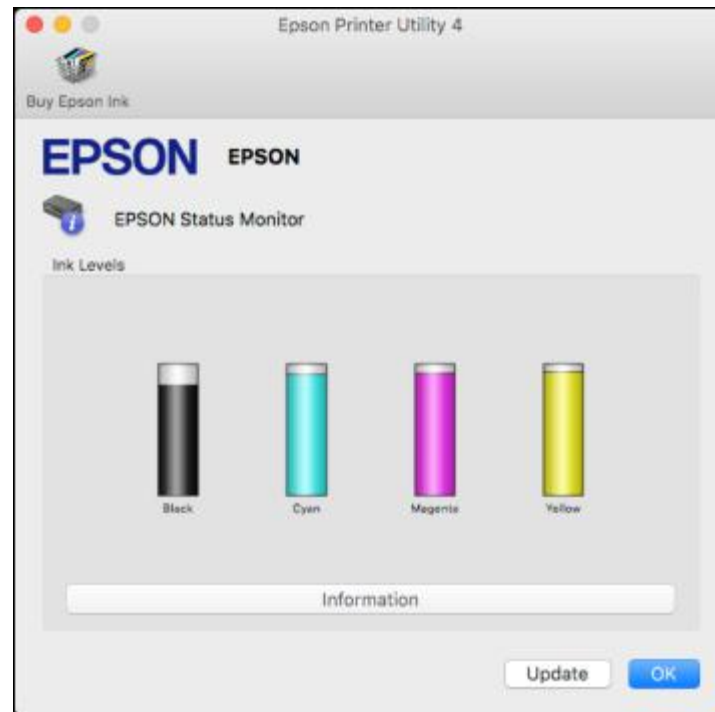 Epson Printer Utility 4
Buy Epson Ink
EPSON EPSON
EPSON Status Monitor
Ink Levels
Black Cyan Magenta Yellow
Information
Update OK